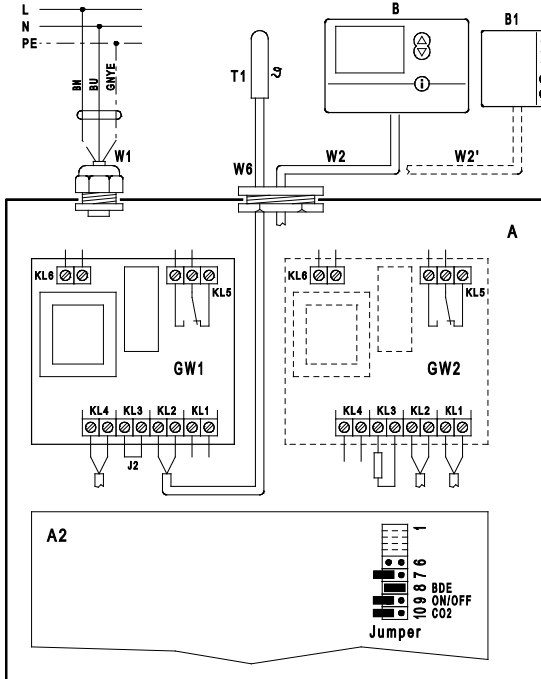 L
N
PE
BN
BU
GNYE
W1
T1
W6
B
B1
i
W2
W2'
A
KL6
KL5
GW1
KL4 KL3 KL2 KL1
J2
KL6
KL5
GW2
KL4 KL3 KL2 KL1
A2
1
6
7
8 BDE
9 ON/OFF
10 CO2
Jumper